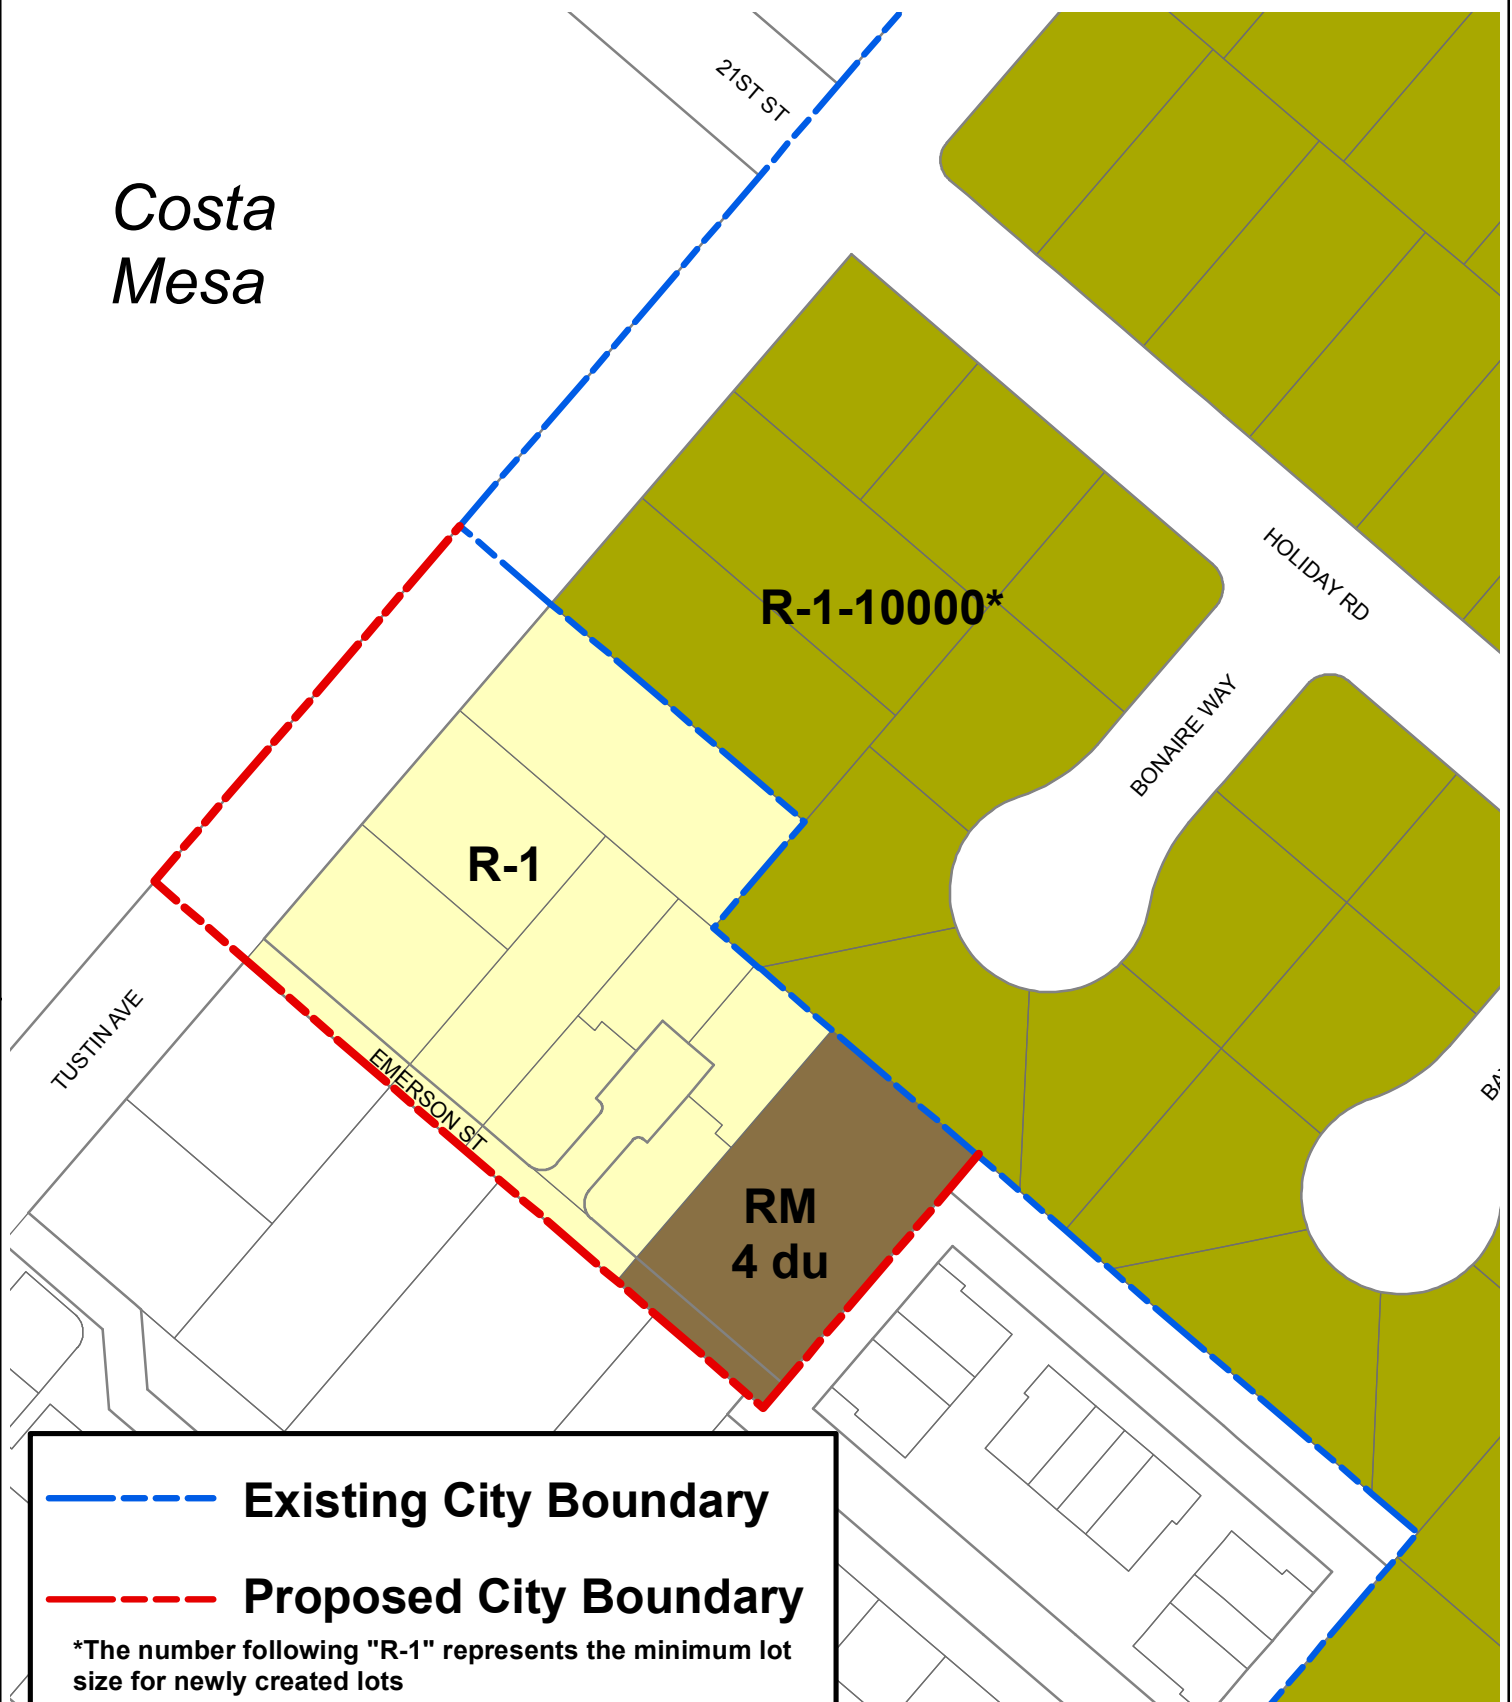 21ST ST
Costa
Mesa
HOLIDAY RD
R-1-10000*
BONAIRE WAY
R-1
TUSTIN AVE
EMERSON ST
RM
4 du
Existing City Boundary
Proposed City Boundary
*The number following "R-1" represents the minimum lot
size for newly created lots